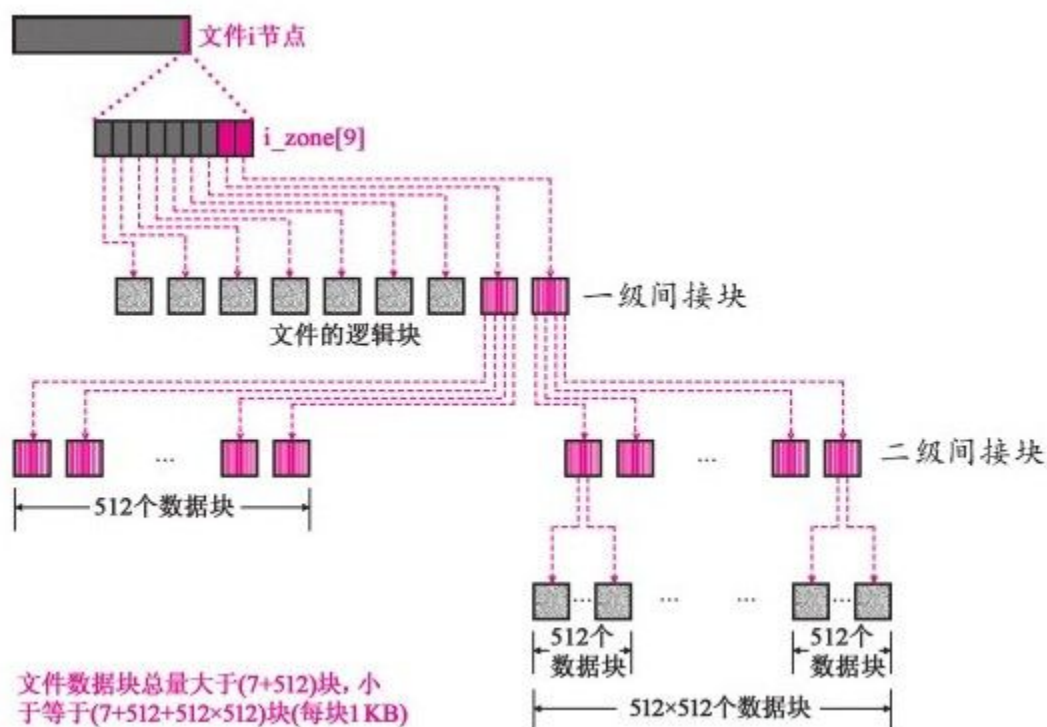 文件i节点
i_zone[9]
一级间接块
文件的逻辑块
...
...
二级间接块
512个数据块
...
...
...
...
512个
数据块
512个
数据块
文件数据块总量大于(7+512)块, 小
于等于(7+512+512×512)块(每块1 KB)
512×512个数据块